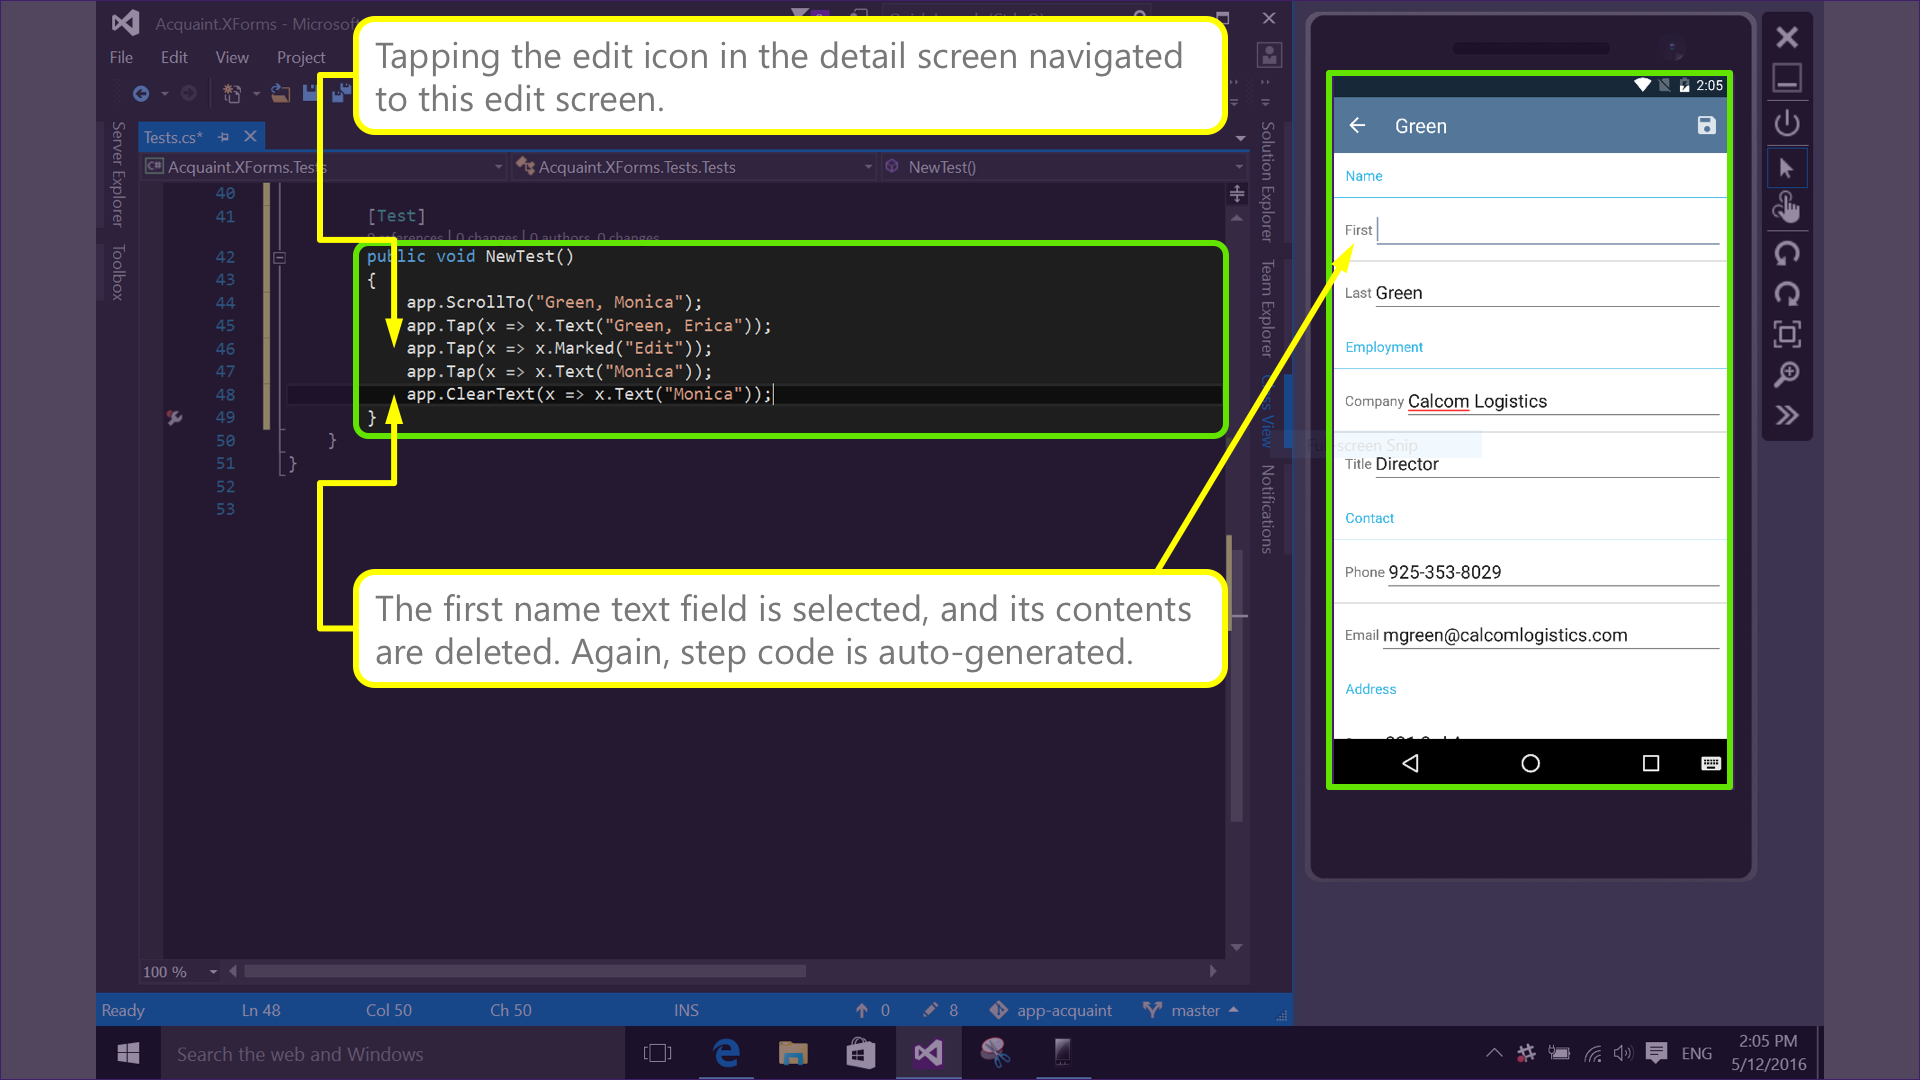 Acquaint.XForms - Microsof
File Edit View Project
Tapping the edit icon in the detail screen navigated
to this edit screen.
Tests.cs*
Acquaint.XForms.Tests
Acquaint.XForms.Tests.Tests
NewTest()
Server Explorer
Toolbox
Solution Explorer
Team Explorer
Class View
Notifications
40
41 [Test]
0 references | 0 changes | 0 authors, 0 changes
42 public void NewTest()
43 {
44 app.ScrollTo("Green, Monica");
45 app.Tap(x => x.Text("Green, Erica"));
46 app.Tap(x => x.Marked("Edit"));
47 app.Tap(x => x.Text("Monica"));
48 app.ClearText(x => x.Text("Monica"));
49 }
50 }
51 }
52
53
The first name text field is selected, and its contents
are deleted. Again, step code is auto-generated.
100 %
Ready Ln 48 Col 50 Ch 50 INS 0 8 app-acquaint master
2:05
Green
Name
First
Last Green
Employment
Company Calcom Logistics
Full-screen Snip
Title Director
Contact
Phone 925-353-8029
Email mgreen@calcomlogistics.com
Address
Search the web and Windows
ENG
2:05 PM
5/12/2016